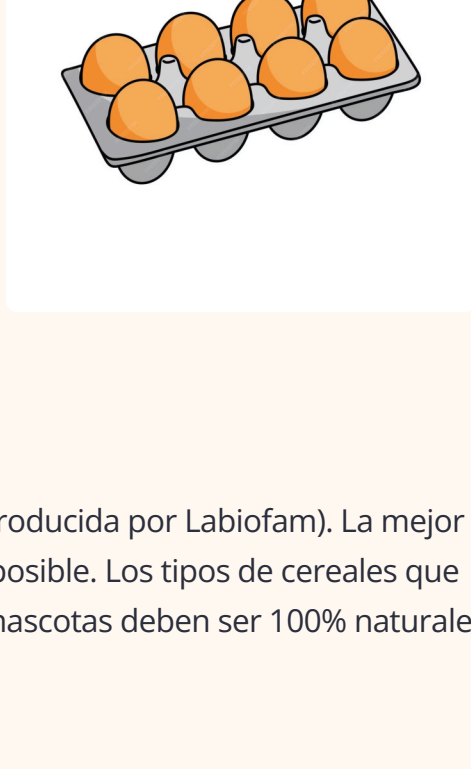 roducida por Labiofam). La mejor
posible. Los tipos de cereales que
nascotas deben ser 100% naturale